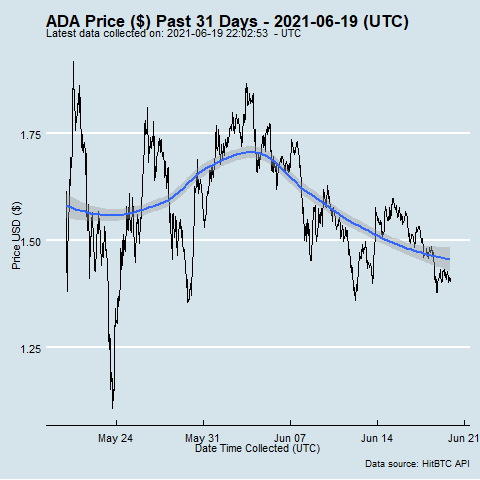 ADA Price ($) Past 31 Days - 2021-06-19 (UTC)
Latest data collected on: 2021-06-19 22:02:53 - UTC
Price USD ($)
1.75
1.50
1.25
May 24
May 31
Jun 07
Jun 14
Jun 21
Date Time Collected (UTC)
Data source: HitBTC API